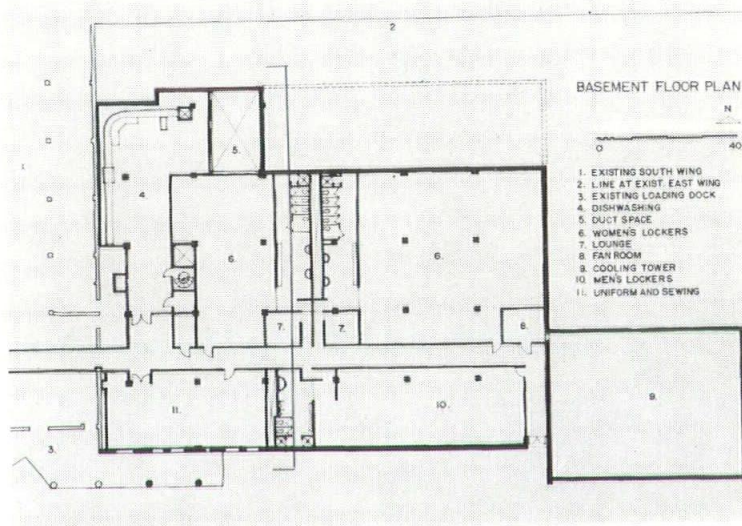 2
BASEMENT FLOOR PLAN
N
0 40
1. EXISTING SOUTH WING
2. LINE AT EXIST. EAST WING
3. EXISTING LOADING DOCK
4. DISHWASHING
5. DUCT SPACE
6. WOMEN'S LOCKERS
7. LOUNGE
8. FAN ROOM
9. COOLING TOWER
10. MEN'S LOCKERS
11. UNIFORM AND SEWING
5.
4.
6.
6.
7.
7.
8.
9.
11.
10.
3.